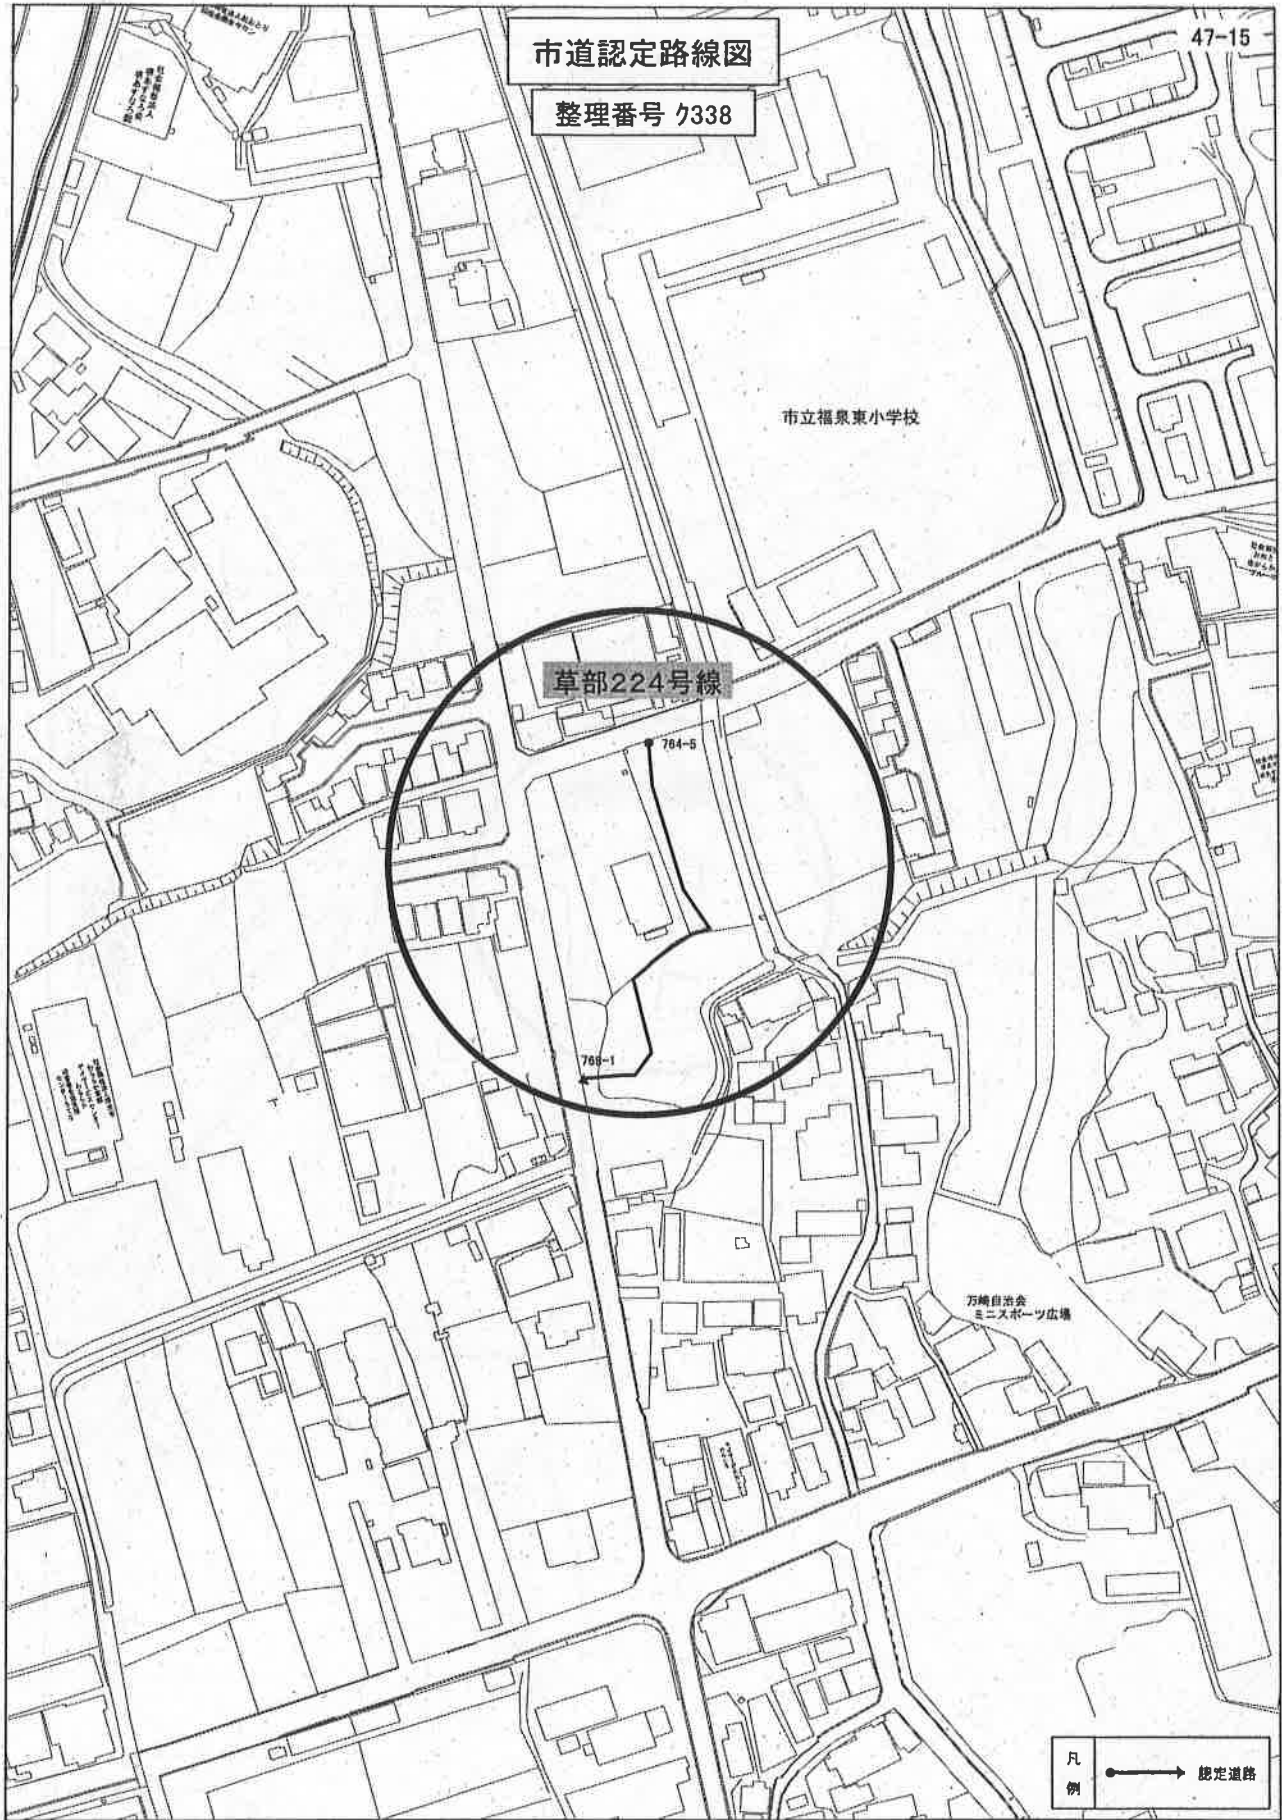 47-15
市道認定路線図
整理番号 ｸ338
市立福泉東小学校
草部224号線
764-5
768-1
万崎自治会
ミニスポーツ広場
凡例
認定道路